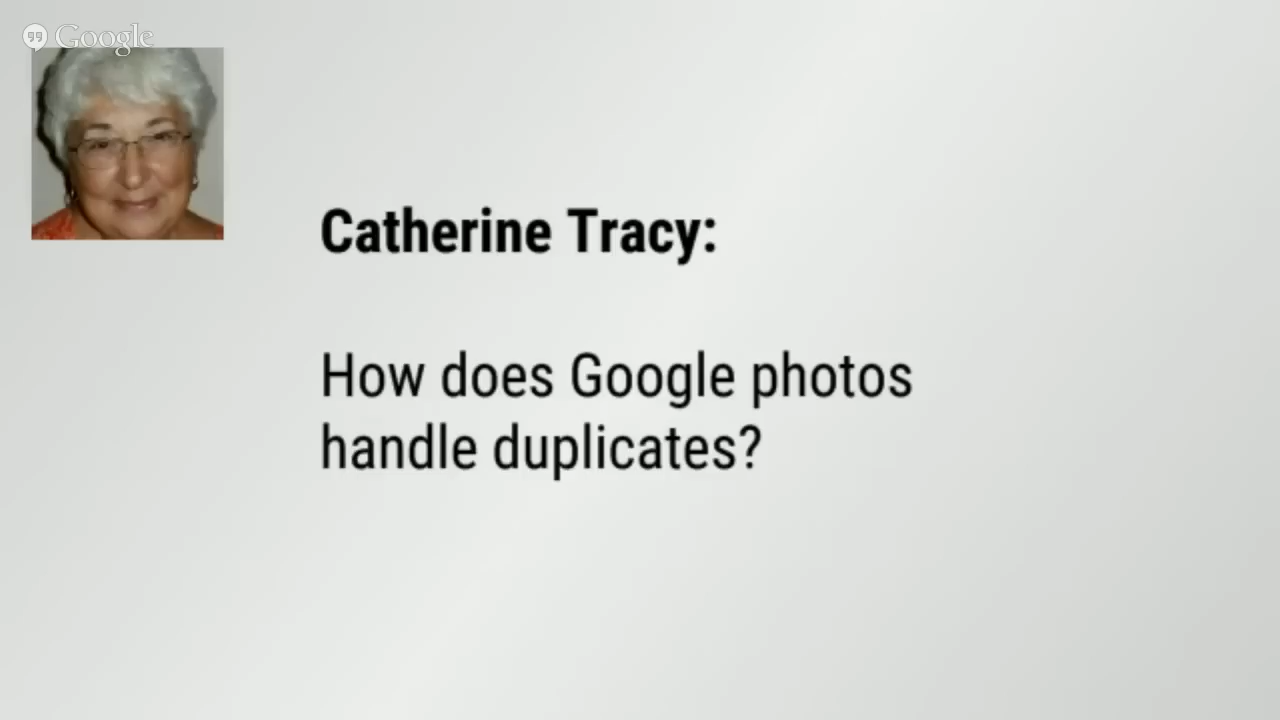 Google
Catherine Tracy:
How does Google photos
handle duplicates?